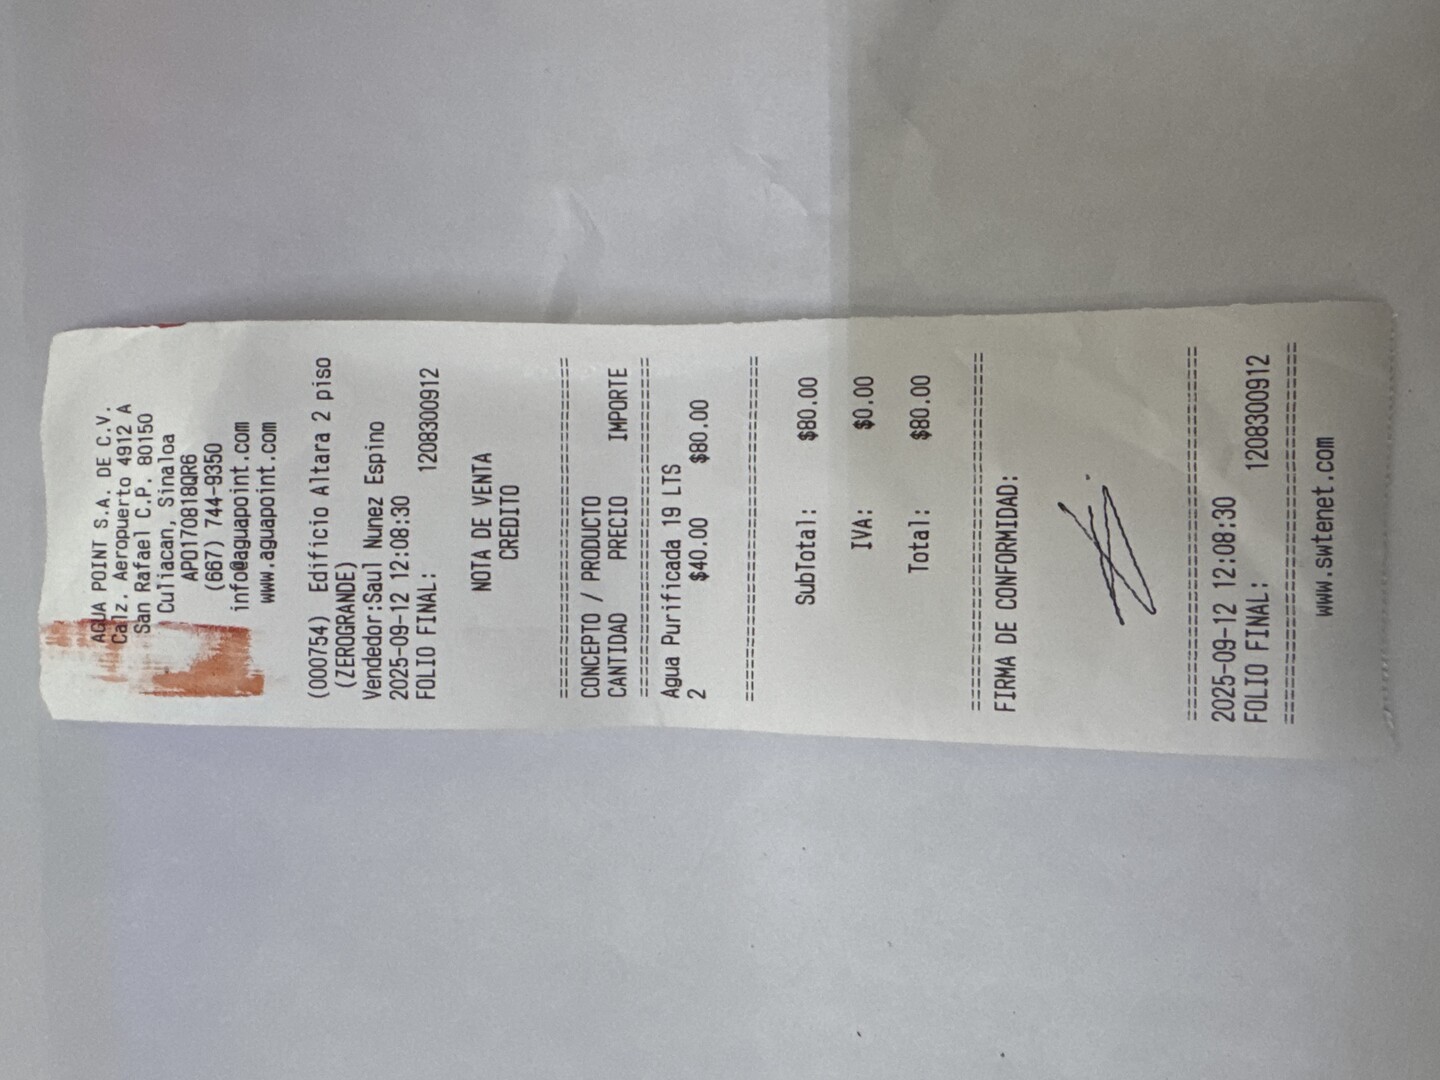 AGUA POINT S.A. DE C.V.
Calz. Aeropuerto 4912 A
San Rafael C.P. 80150
Culiacan, Sinaloa
APO170818QR6
(667) 744-9350
info@aguapoint.com
www.aguapoint.com
(000754) Edificio Altara 2 piso
(ZEROGRANDE)
Vendedor:Saul Nunez Espino
2025-09-12 12:08:30
FOLIO FINAL: 1208300912
NOTA DE VENTA
CREDITO
===============================
CONCEPTO / PRODUCTO
CANTIDAD PRECIO IMPORTE
===============================
Agua Purificada 19 LTS
2 $40.00 $80.00
===============================
SubTotal: $80.00
IVA: $0.00
Total: $80.00
===============================
FIRMA DE CONFORMIDAD:
===============================
2025-09-12 12:08:30
FOLIO FINAL: 1208300912
===============================
www.swtenet.com